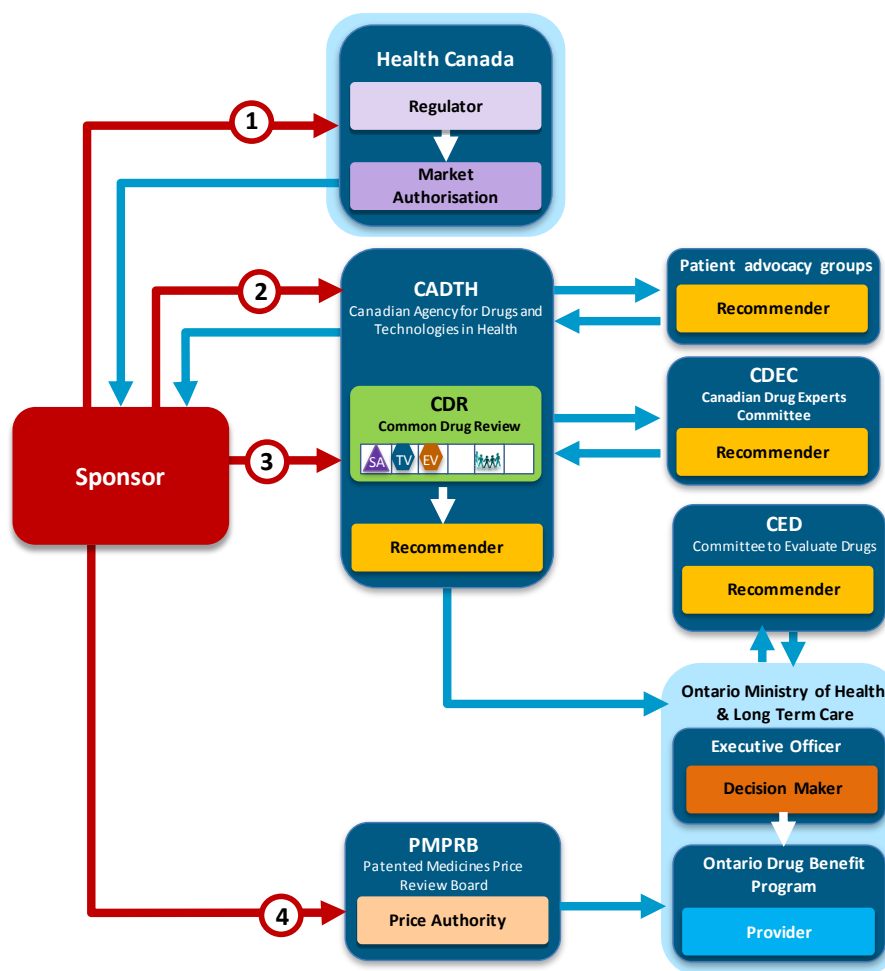 Health Canada
Regulator
Market
Authorisation
1
2
CADTH
Canadian Agency for Drugs and
Technologies in Health
Patient advocacy groups
Recommender
CDR
Common Drug Review
SA
TV
EV
CDEC
Canadian Drug Experts
Committee
Recommender
Sponsor
3
Recommender
CED
Committee to Evaluate Drugs
Recommender
Ontario Ministry of Health
& Long Term Care
Executive Officer
Decision Maker
PMPRB
Patented Medicines Price
Review Board
Price Authority
4
Ontario Drug Benefit
Program
Provider